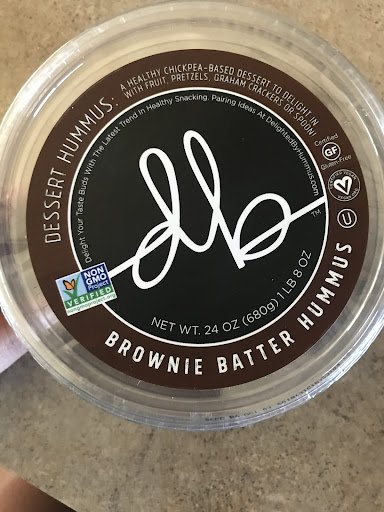 DESSERT HUMMUS: A HEALTHY CHICKPEA-BASED DESSERT TO DELIGHT IN
WITH FRUIT, PRETZELS, GRAHAM CRACKERS OR SPOON!
Delight Your Taste Buds With The Latest Trend In Healthy Snacking. Pairing Ideas At DelightedByHummus.com
db
TM
Certified
GF
Gluten-Free
U
NON
GMO
Project
VERIFIED
nongmoproject.org
NET WT. 24 OZ (680g) 1 LB 8 OZ
BROWNIE BATTER HUMMUS